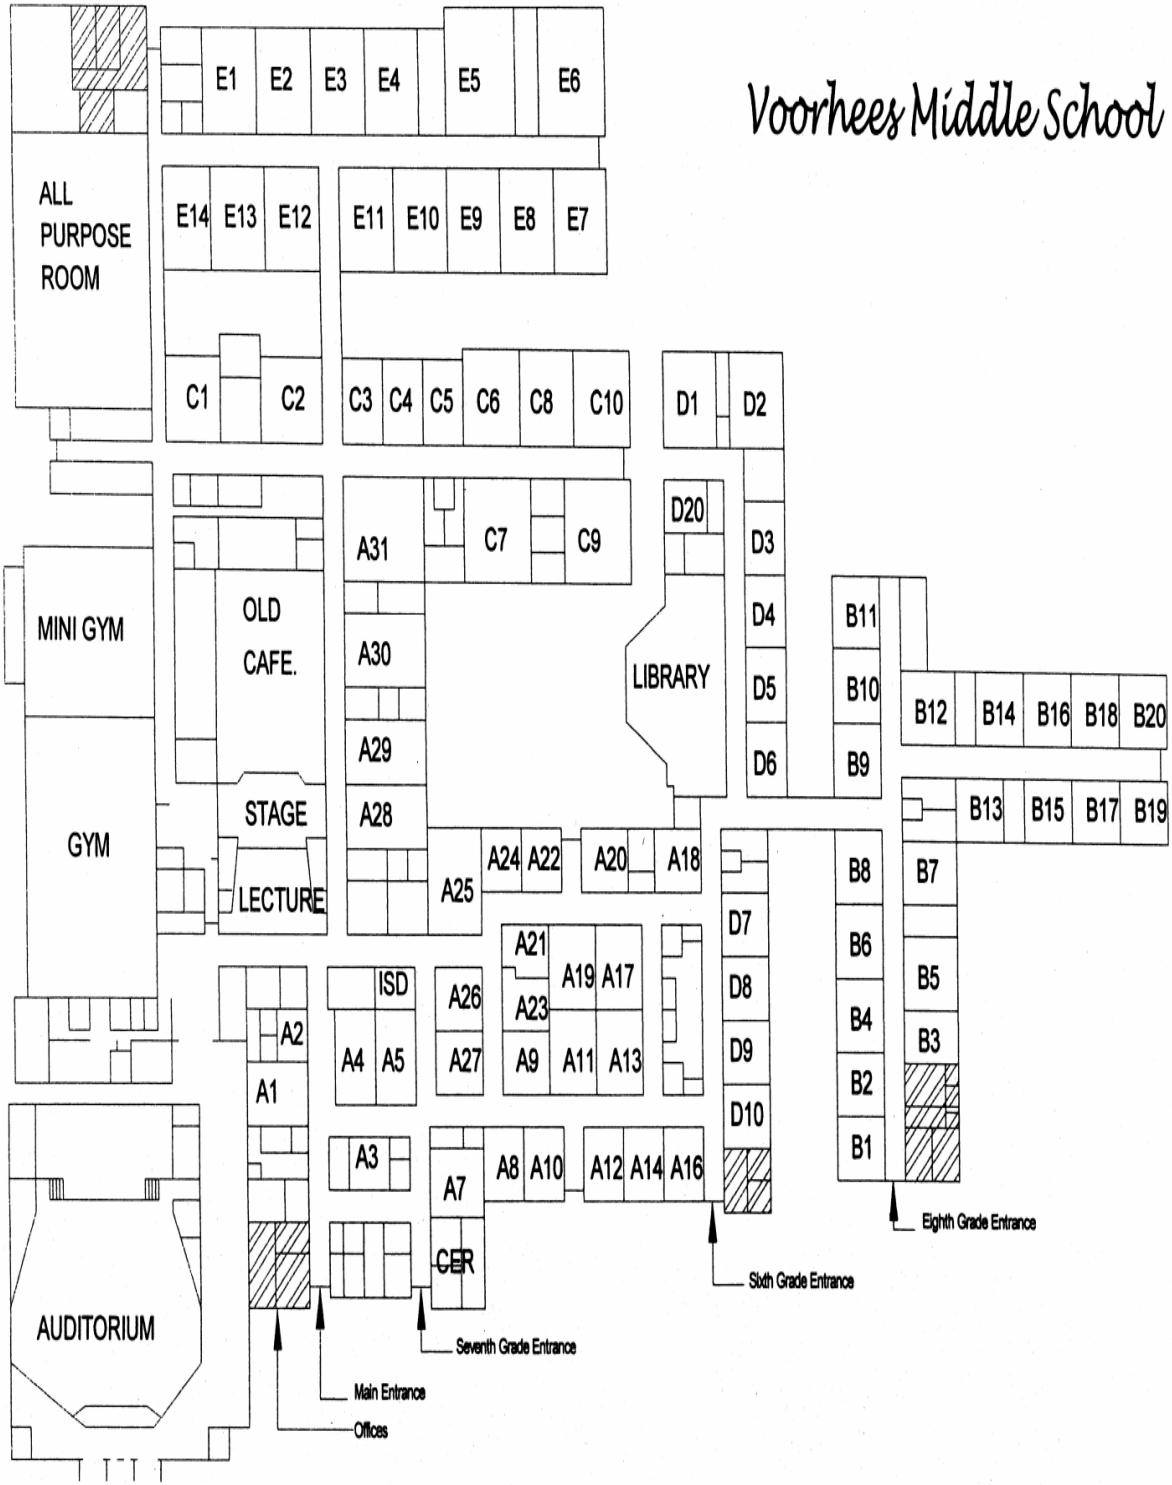 Voorhees Middle School
E1 E2 E3 E4 E5 E6
ALL
PURPOSE
ROOM
E14 E13 E12 E11 E10 E9 E8 E7
C1 C2 C3 C4 C5 C6 C8 C10 D1 D2
A31 C7 C9 D20 D3
OLD
CAFE.
MINI GYM
A30
LIBRARY
D4
B11
D5
B10
B12 B14 B16 B18 B20
A29
D6
B9
STAGE
A28
B13 B15 B17 B19
GYM
A24 A22 A20 A18
B8
B7
LECTURE
A25
D7
B6
A21
A19 A17
ISD
A26
A23
D8
B5
A2
A4 A5
A27
A9 A11 A13
D9
B4
B3
A1
D10
B2
A3
A7
A8 A10 A12 A14 A16
B1
CER
Eighth Grade Entrance
Sixth Grade Entrance
AUDITORIUM
Seventh Grade Entrance
Main Entrance
Offices